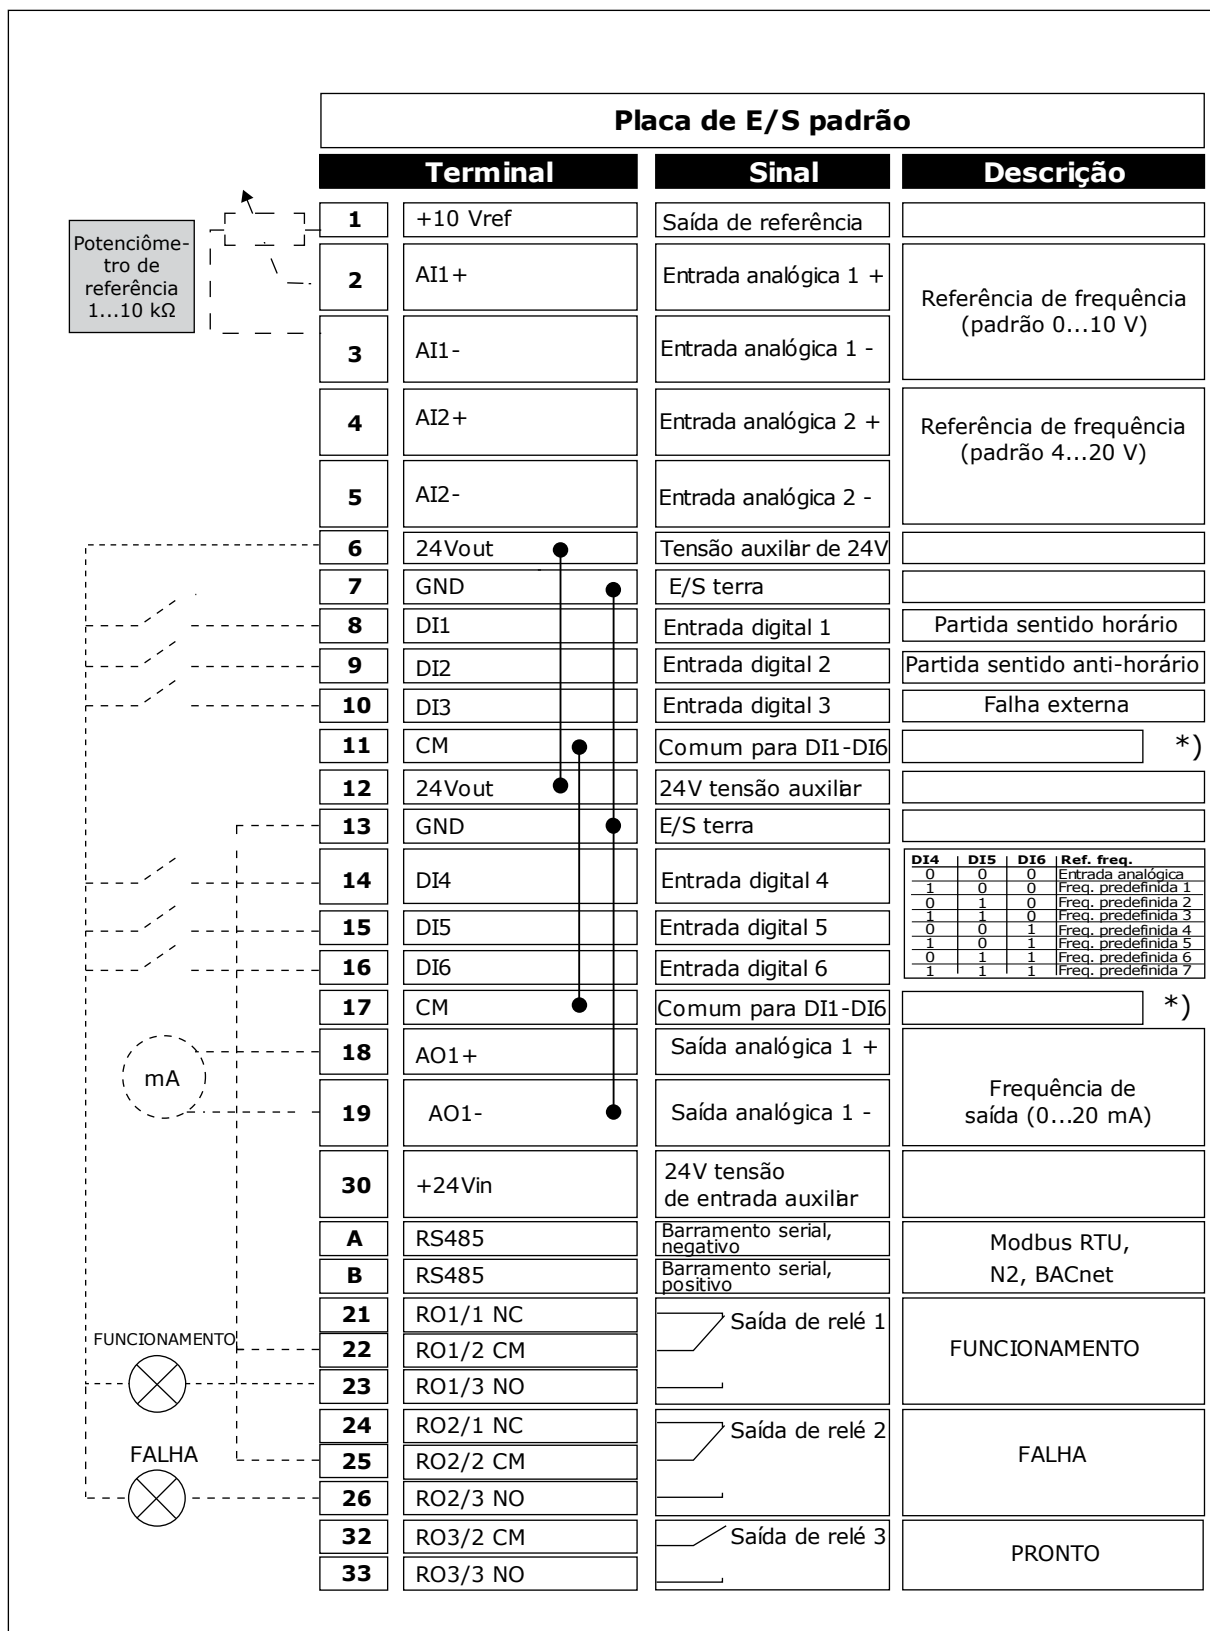 Placa de E/S padrão
Terminal Sinal Descrição
Potenciôme-
tro de
referência
1...10 kΩ
1 +10 Vref Saída de referência
2 AI1+ Entrada analógica 1 +
Referência de frequência
(padrão 0...10 V)
3 AI1- Entrada analógica 1 -
4 AI2+ Entrada analógica 2 +
Referência de frequência
(padrão 4...20 V)
5 AI2- Entrada analógica 2 -
6 24Vout Tensão auxiliar de 24V
7 GND E/S terra
8 DI1 Entrada digital 1 Partida sentido horário
9 DI2 Entrada digital 2 Partida sentido anti-horário
10 DI3 Entrada digital 3 Falha externa
11 CM Comum para DI1-DI6 *)
12 24Vout 24V tensão auxiliar
13 GND E/S terra
14 DI4 Entrada digital 4
15 DI5 Entrada digital 5
16 DI6 Entrada digital 6
DI4 DI5 DI6 Ref. freq.
0 0 0 Entrada analógica
1 0 0 Freq. predefinida 1
0 1 0 Freq. predefinida 2
1 1 0 Freq. predefinida 3
0 0 1 Freq. predefinida 4
1 0 1 Freq. predefinida 5
0 1 1 Freq. predefinida 6
1 1 1 Freq. predefinida 7
17 CM Comum para DI1-DI6 *)
18 AO1+ Saída analógica 1 +
mA
Frequência de
saída (0...20 mA)
19 AO1- Saída analógica 1 -
30 +24Vin 24V tensão
de entrada auxiliar
A RS485 Barramento serial,
negativo
Modbus RTU,
N2, BACnet
B RS485 Barramento serial,
positivo
21 RO1/1 NC Saída de relé 1
FUNCIONAMENTO
22 RO1/2 CM FUNCIONAMENTO
23 RO1/3 NO
24 RO2/1 NC Saída de relé 2
FALHA
25 RO2/2 CM FALHA
26 RO2/3 NO
32 RO3/2 CM Saída de relé 3
PRONTO
33 RO3/3 NO